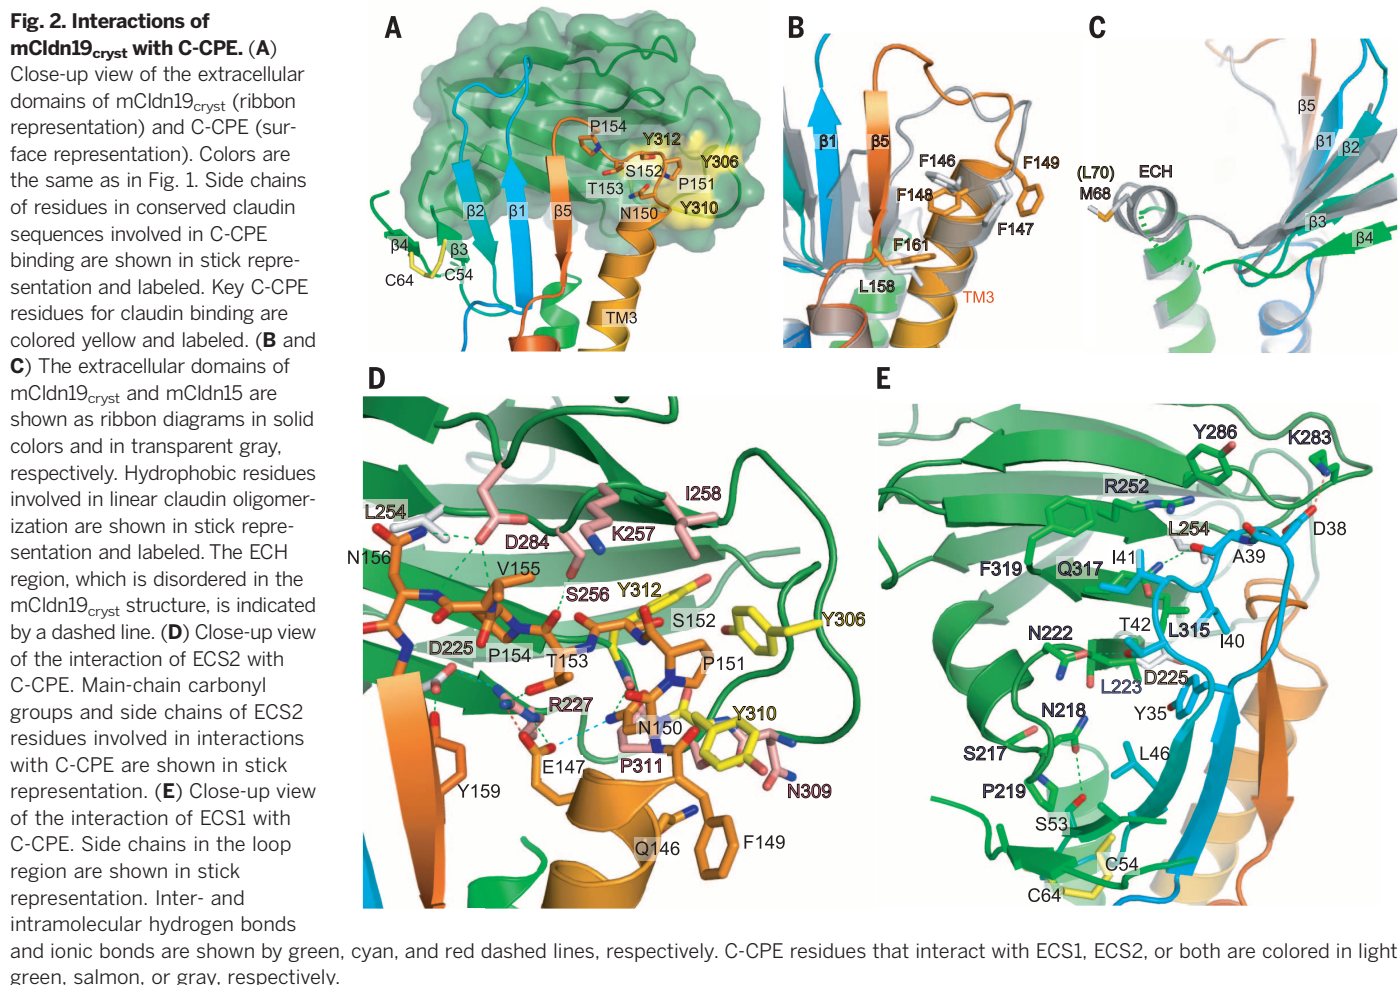 Fig. 2. Interactions of
mCldn19cryst with C-CPE. (A)
Close-up view of the extracellular
domains of mCldn19cryst (ribbon
representation) and C-CPE (sur-
face representation). Colors are
the same as in Fig. 1. Side chains
of residues in conserved claudin
sequences involved in C-CPE
binding are shown in stick repre-
sentation and labeled. Key C-CPE
residues for claudin binding are
colored yellow and labeled. (B and
C) The extracellular domains of
mCldn19cryst and mCldn15 are
shown as ribbon diagrams in solid
colors and in transparent gray,
respectively. Hydrophobic residues
involved in linear claudin oligomer-
ization are shown in stick repre-
sentation and labeled. The ECH
region, which is disordered in the
mCldn19cryst structure, is indicated
by a dashed line. (D) Close-up view
of the interaction of ECS2 with
C-CPE. Main-chain carbonyl
groups and side chains of ECS2
residues involved in interactions
with C-CPE are shown in stick
representation. (E) Close-up view
of the interaction of ECS1 with
C-CPE. Side chains in the loop
region are shown in stick
representation. Inter- and
intramolecular hydrogen bonds
and ionic bonds are shown by green, cyan, and red dashed lines, respectively. C-CPE residues that interact with ECS1, ECS2, or both are colored in light
green, salmon, or gray, respectively.
A
P154
Y312
Y306
S152
T153
P151
N150
Y310
β2
β1
β5
β4
β3
C64
C54
TM3
B
β1
β5
F146
F149
F148
F147
F161
L158
TM3
C
β5
β1
β2
(L70)
ECH
M68
β3
β4
D
I258
L254
K257
D284
N156
V155
S256
Y312
S152
Y306
D225
P154
T153
P151
R227
N150
Y310
E147
P311
Y159
N309
Q146
F149
E
Y286
K283
R252
L254
D38
I41
A39
F319
Q317
T42
L315
N222
I40
D225
L223
N218
Y35
S217
L46
P219
S53
C54
C64